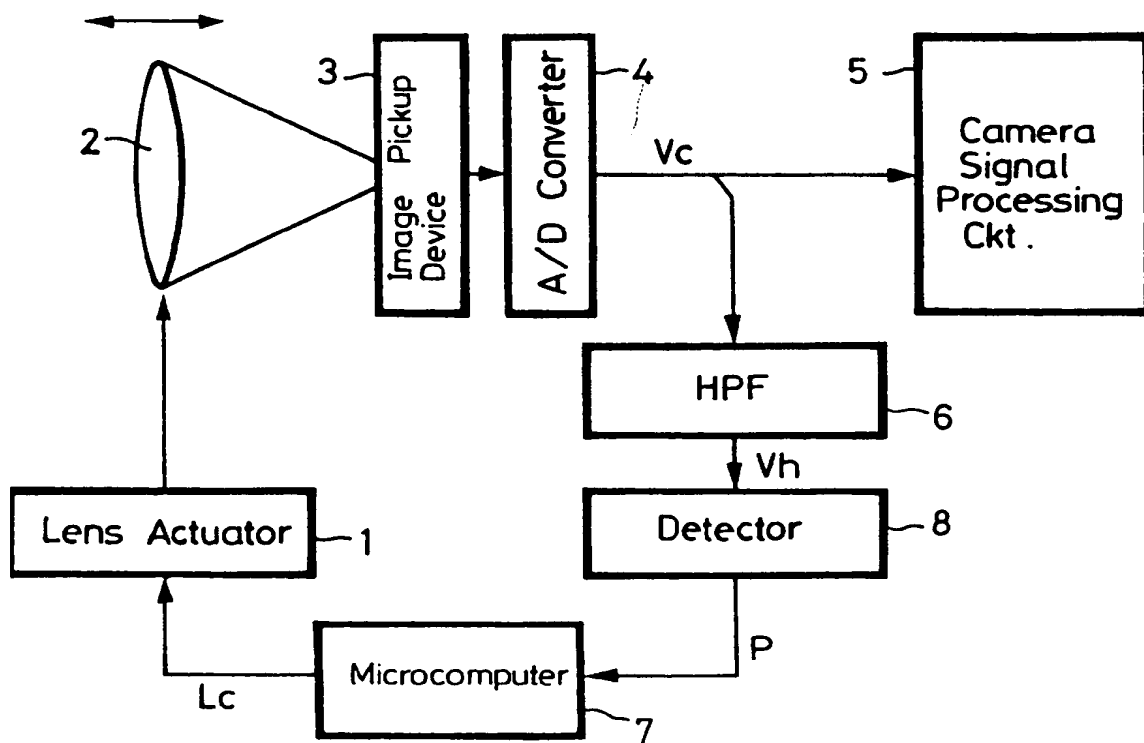 3
Image Pickup
Device
A/D Converter
4
5
Camera
Signal
Processing
Ckt.
2
Vc
HPF
6
Vh
Lens Actuator
1
Detector
8
P
Microcomputer
7
Lc